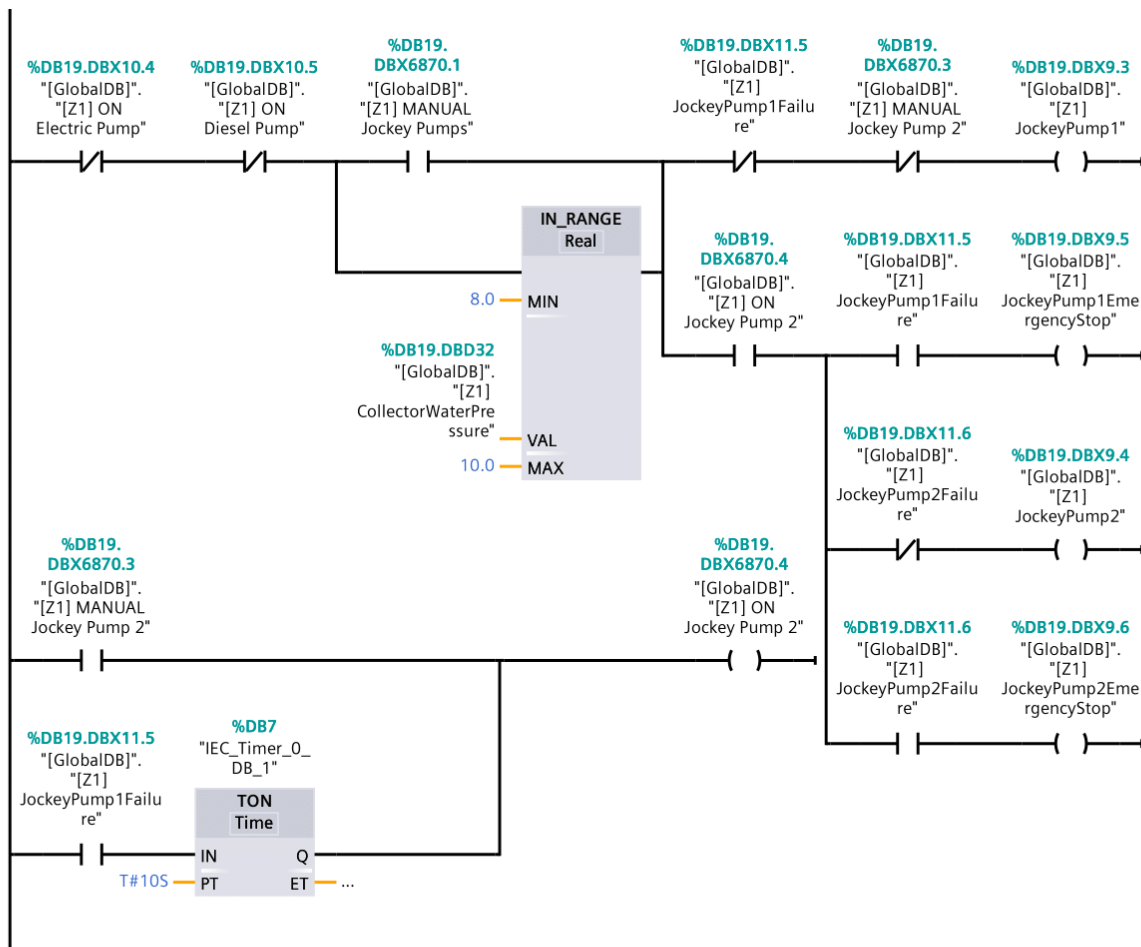 %DB19.DBX10.4
"[GlobalDB]".
"[Z1] ON
Electric Pump"
%DB19.DBX10.5
"[GlobalDB]".
"[Z1] ON
Diesel Pump"
%DB19.
DBX6870.1
"[GlobalDB]".
"[Z1] MANUAL
Jockey Pumps"
%DB19.DBX11.5
"[GlobalDB]".
"[Z1]
JockeyPump1Failu
re"
%DB19.
DBX6870.3
"[GlobalDB]".
"[Z1] MANUAL
Jockey Pump 2"
%DB19.DBX9.3
"[GlobalDB]".
"[Z1]
JockeyPump1"
IN_RANGE
Real
8.0
MIN
%DB19.DBD32
"[GlobalDB]".
"[Z1]
CollectorWaterPre
ssure"
VAL
10.0
MAX
%DB19.
DBX6870.4
"[GlobalDB]".
"[Z1] ON
Jockey Pump 2"
%DB19.DBX11.5
"[GlobalDB]".
"[Z1]
JockeyPump1Failu
re"
%DB19.DBX9.5
"[GlobalDB]".
"[Z1]
JockeyPump1Eme
rgencyStop"
%DB19.DBX11.6
"[GlobalDB]".
"[Z1]
JockeyPump2Failu
re"
%DB19.DBX9.4
"[GlobalDB]".
"[Z1]
JockeyPump2"
%DB19.DBX11.6
"[GlobalDB]".
"[Z1]
JockeyPump2Failu
re"
%DB19.DBX9.6
"[GlobalDB]".
"[Z1]
JockeyPump2Eme
rgencyStop"
%DB19.
DBX6870.3
"[GlobalDB]".
"[Z1] MANUAL
Jockey Pump 2"
%DB19.
DBX6870.4
"[GlobalDB]".
"[Z1] ON
Jockey Pump 2"
%DB19.DBX11.5
"[GlobalDB]".
"[Z1]
JockeyPump1Failu
re"
%DB7
"IEC_Timer_0_
DB_1"
TON
Time
IN
Q
T#10S
PT
ET
...